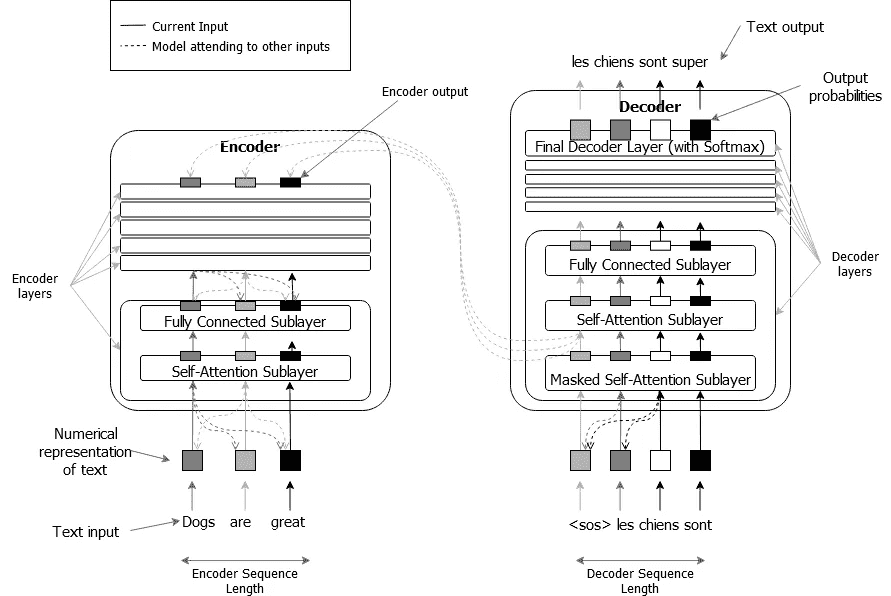 Current Input
Model attending to other inputs
Encoder output
Encoder
Encoder
layers
Fully Connected Sublayer
Self-Attention Sublayer
Numerical
representation
of text
Dogs are great
Text input
Encoder Sequence
Length
Text output
les chiens sont super
Output
probabilities
Decoder
Final Decoder Layer (with Softmax)
Decoder
layers
Fully Connected Sublayer
Self-Attention Sublayer
Masked Self-Attention Sublayer
<sos> les chiens sont
Decoder Sequence
Length